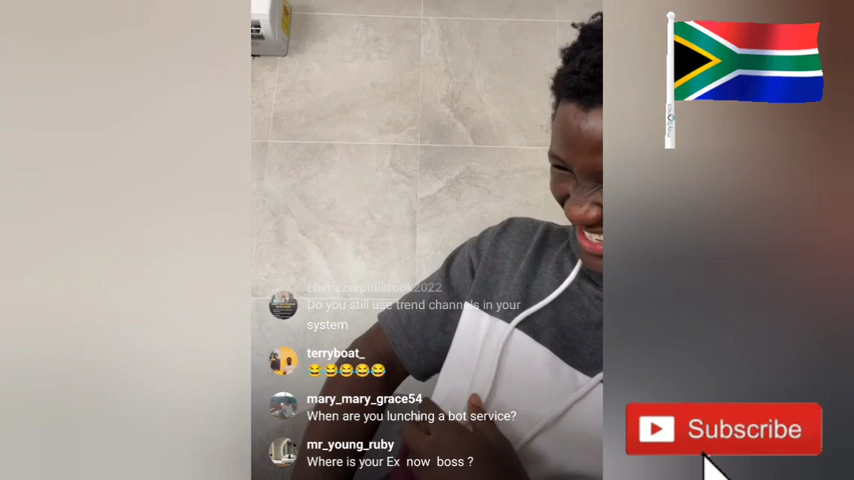 ebenezerphilbrook2022
Do you still use trend channels in your
system
terryboat_
😂😂😂😂😂
mary_mary_grace54
When are you lunching a bot service?
mr_young_ruby
Where is your Ex now boss ?
Subscribe